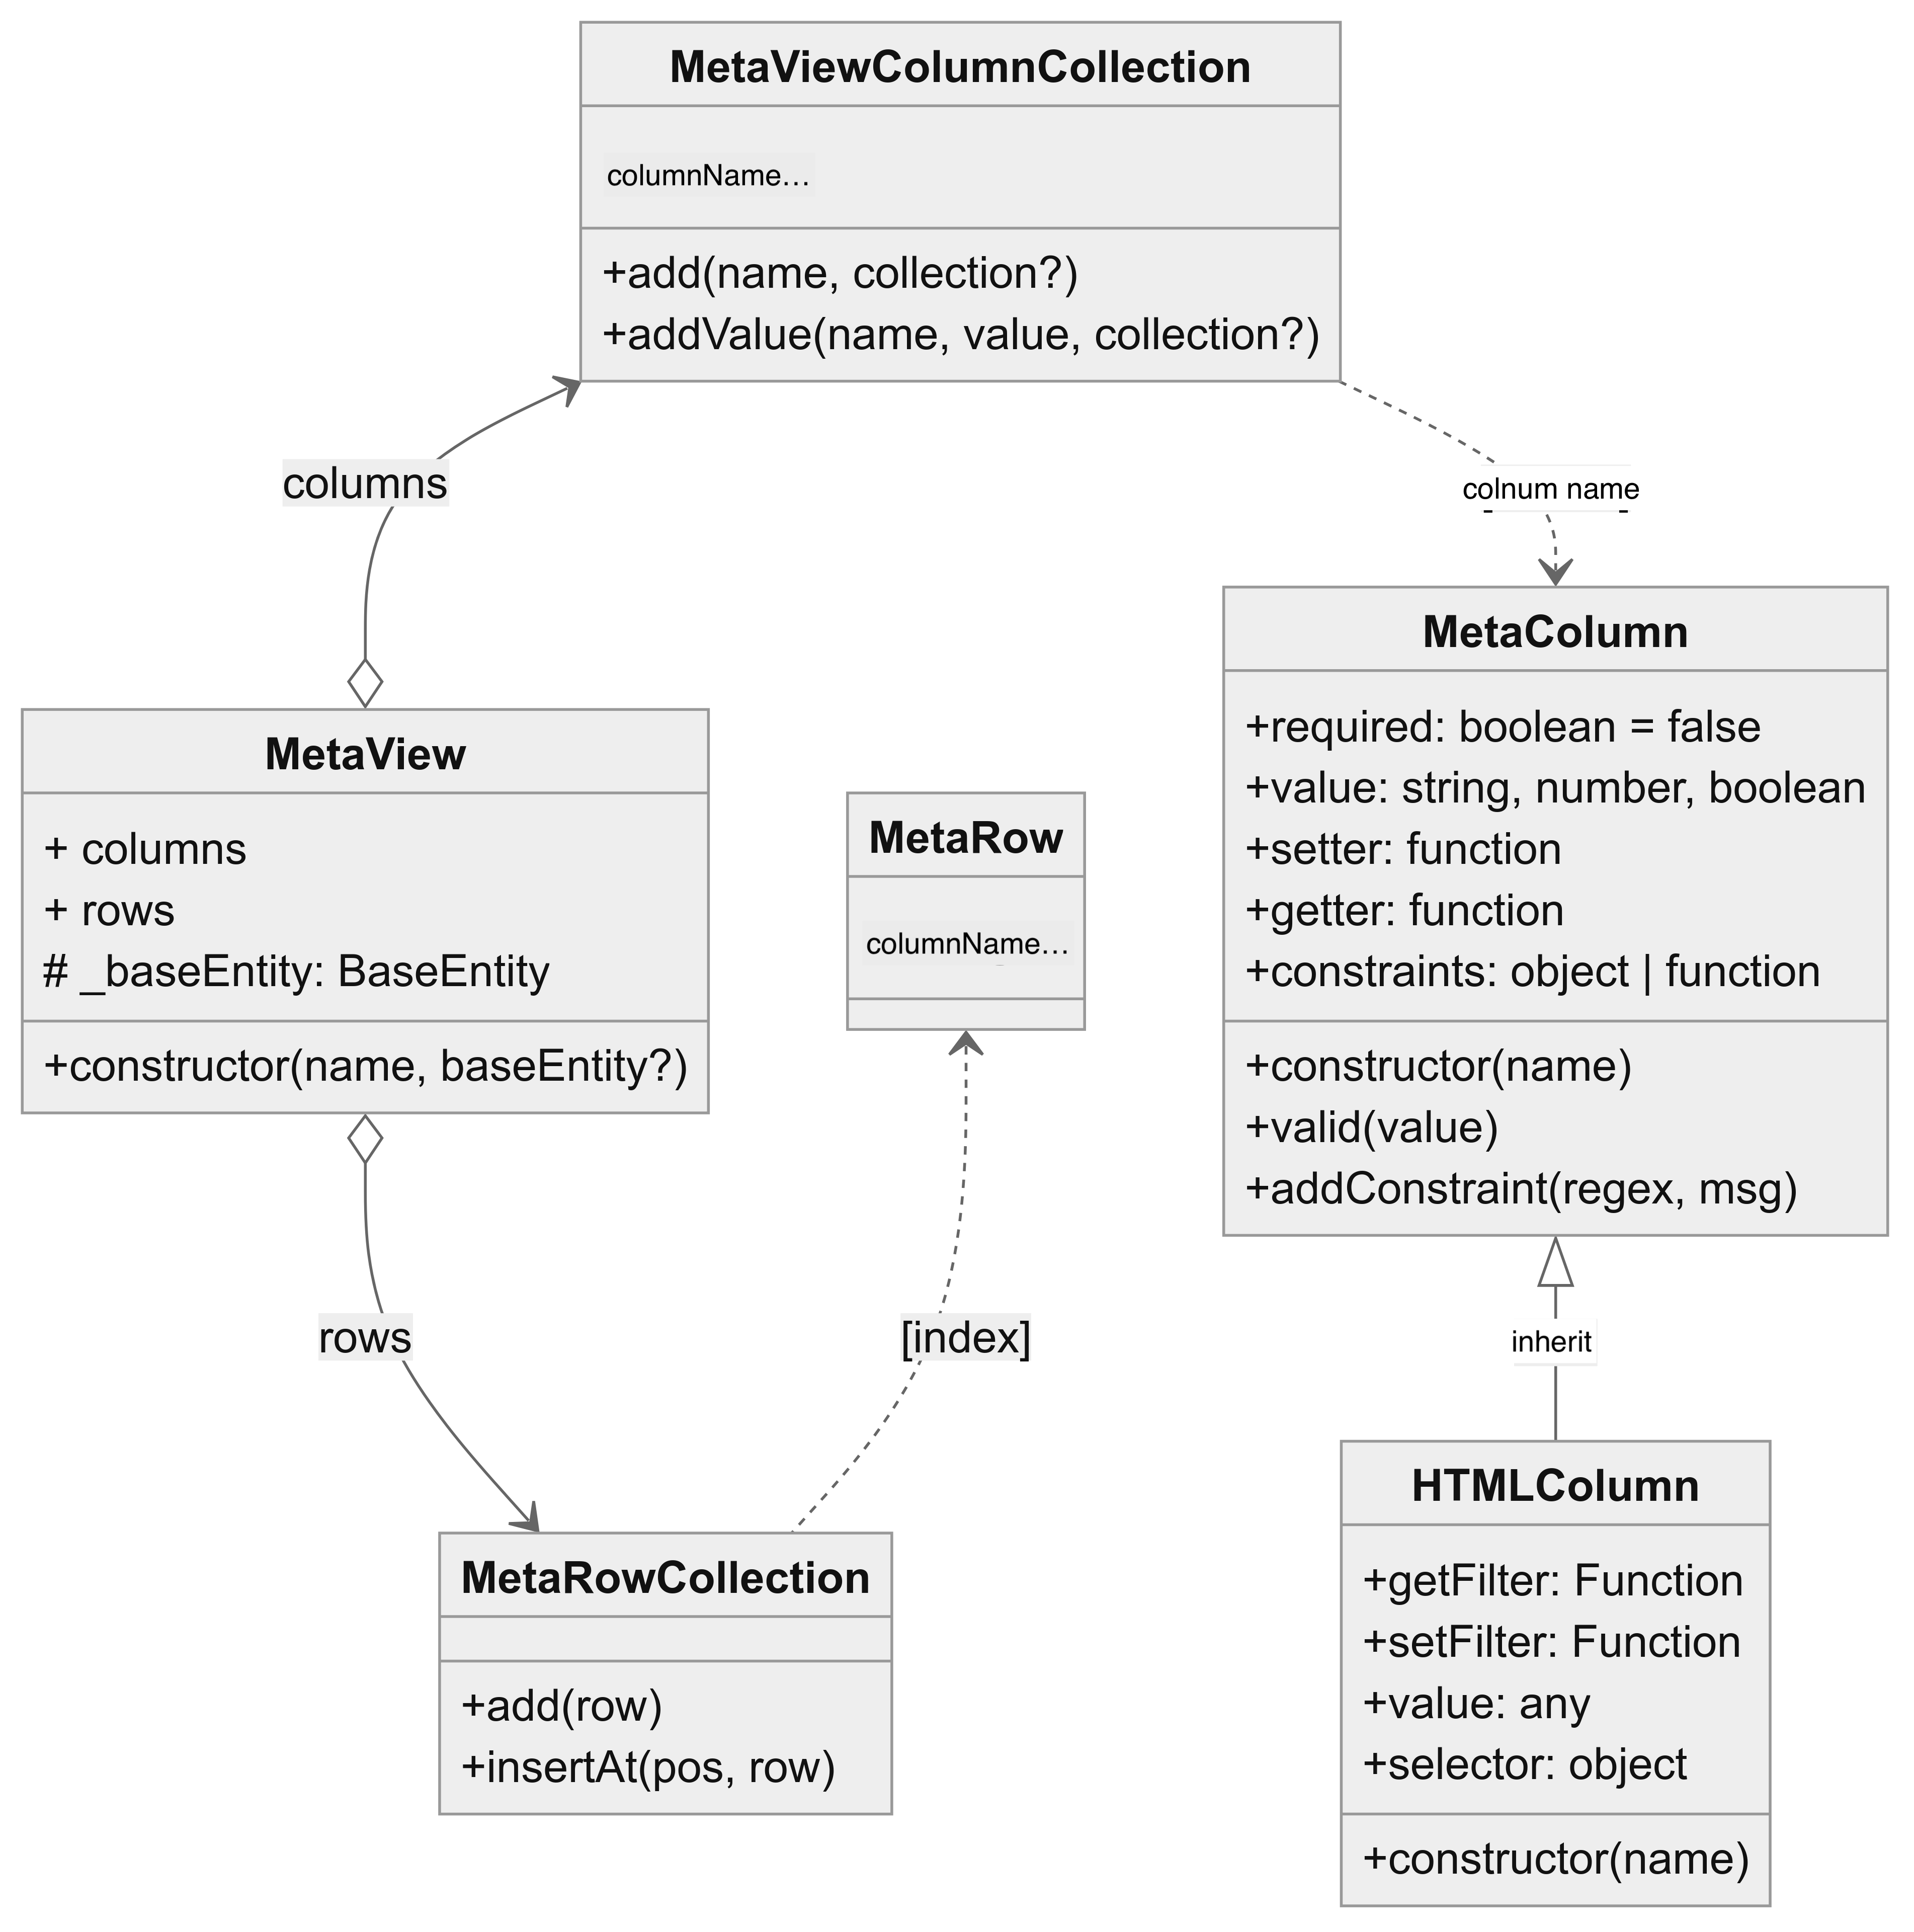 MetaViewColumnCollection
columnName…
+add(name, collection?)
+addValue(name, value, collection?)
columns
colnum name
MetaView
+ columns
+ rows
# _baseEntity: BaseEntity
+constructor(name, baseEntity?)
MetaRow
columnName…
MetaColumn
+required: boolean = false
+value: string, number, boolean
+setter: function
+getter: function
+constraints: object | function
+constructor(name)
+valid(value)
+addConstraint(regex, msg)
rows
[index]
inherit
MetaRowCollection
+add(row)
+insertAt(pos, row)
HTMLColumn
+getFilter: Function
+setFilter: Function
+value: any
+selector: object
+constructor(name)